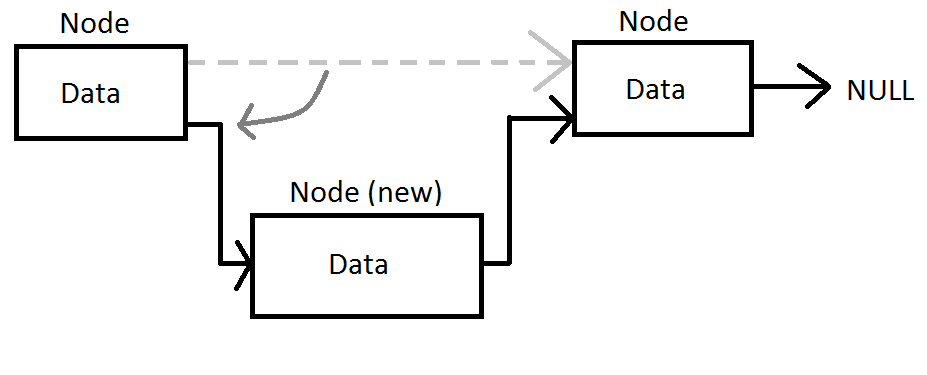 Node
Data
Node
Data
NULL
Node (new)
Data